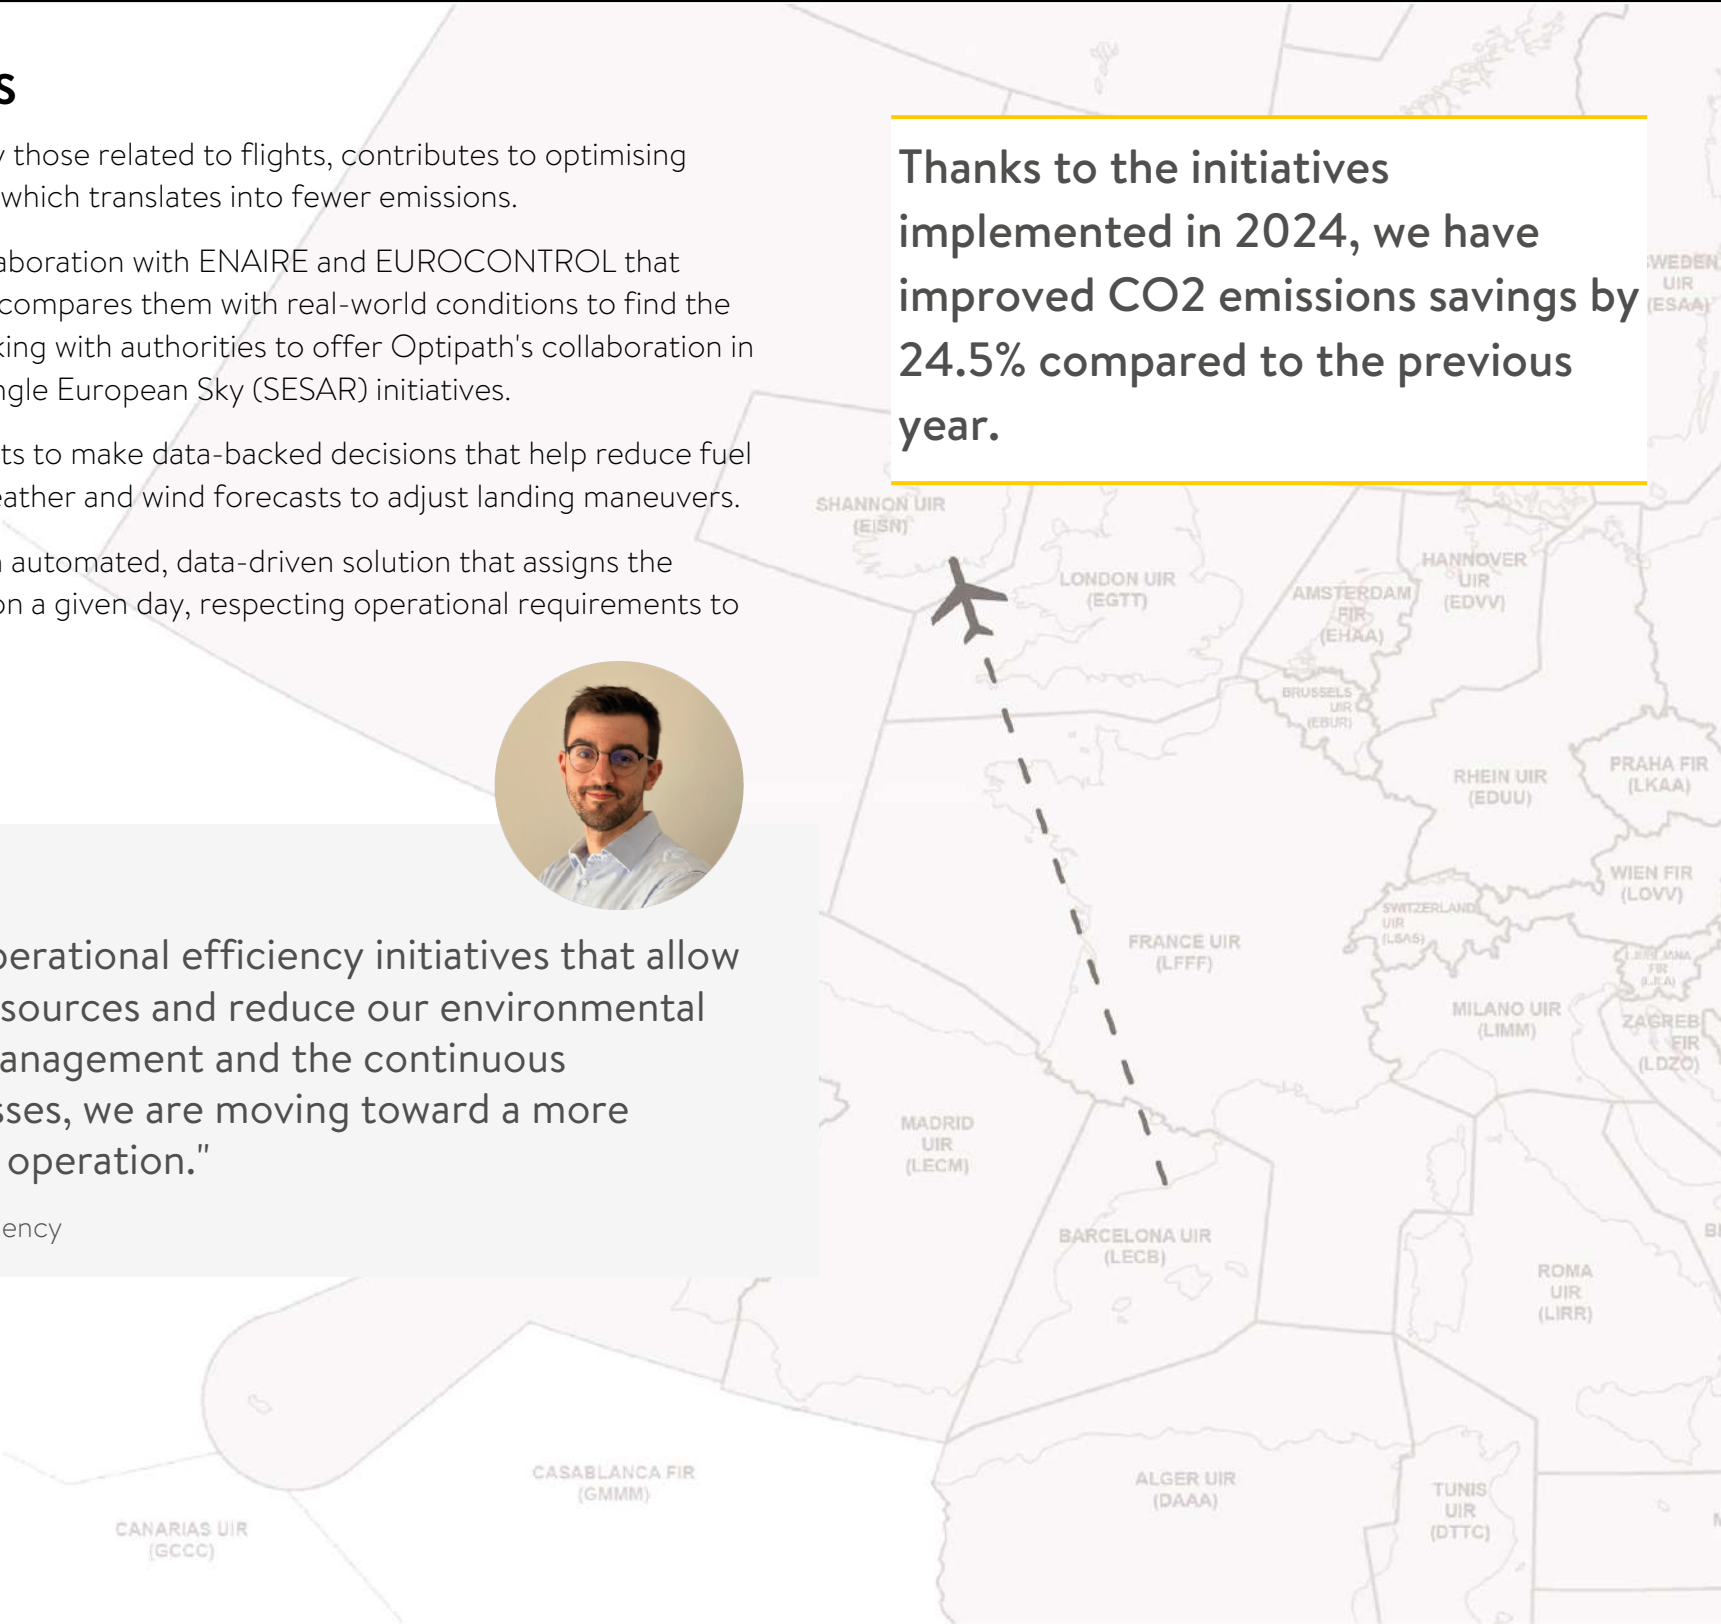 s
y those related to flights, contributes to optimising
which translates into fewer emissions.
aboration with ENAIRE and EUROCONTROL that
compares them with real-world conditions to find the
king with authorities to offer Optipath's collaboration in
ngle European Sky (SESAR) initiatives.
ts to make data-backed decisions that help reduce fuel
eather and wind forecasts to adjust landing maneuvers.
n automated, data-driven solution that assigns the
on a given day, respecting operational requirements to
perational efficiency initiatives that allow
sources and reduce our environmental
anagement and the continuous
sses, we are moving toward a more
operation."
ency
Thanks to the initiatives
implemented in 2024, we have
improved CO2 emissions savings by
24.5% compared to the previous
year.
WEDEN
UIR
(ESAA)
SHANNON UIR
(EISN)
LONDON UIR
(EGTT)
AMSTERDAM
FIR
(EHAA)
HANNOVER
UIR
(EDVV)
BRUSSELS
UIR
(EBUR)
RHEIN UIR
(EDUU)
PRAHA FIR
(LKAA)
WIEN FIR
(LOVV)
SWITZERLAND
UIR
(LSAS)
FRANCE UIR
(LFFF)
LJUBLJANA
FIR
(LJLA)
MILANO UIR
(LIMM)
ZAGREB
FIR
(LDZO)
MADRID
UIR
(LECM)
BARCELONA UIR
(LECB)
B
ROMA
UIR
(LIRR)
CASABLANCA FIR
(GMMM)
ALGER UIR
(DAAA)
TUNIS
UIR
(DTTC)
M
CANARIAS UIR
(GCCC)